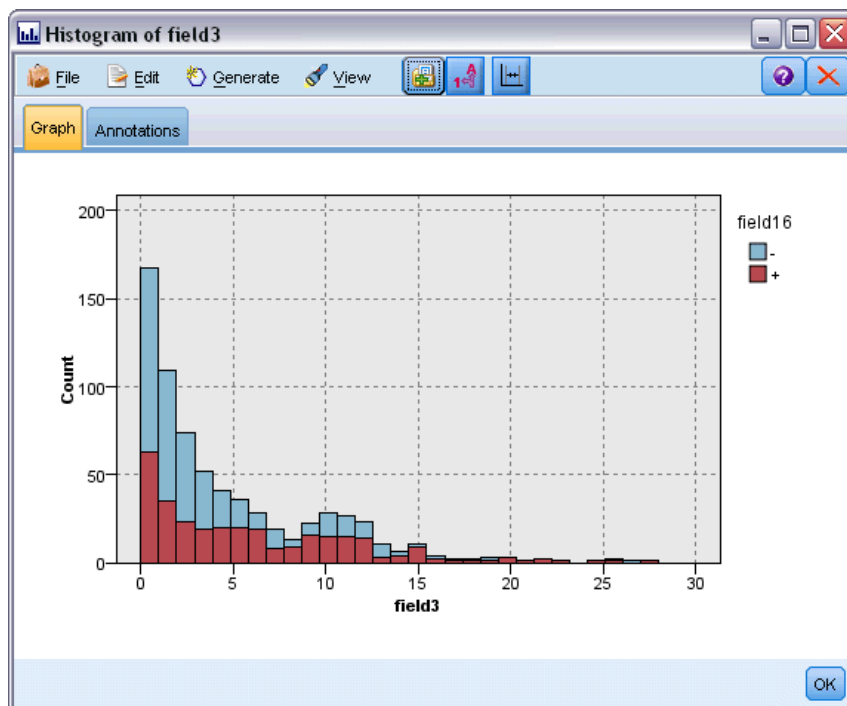 Histogram of field3
File Edit Generate View
Graph Annotations
field16
-
+
Count
200
150
100
50
0
0 5 10 15 20 25 30
field3
OK